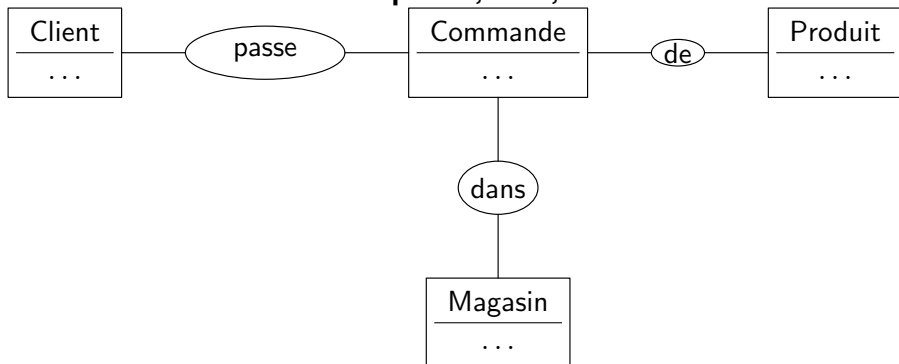 Client
...
passe
Commande
...
de
Produit
...
dans
Magasin
...